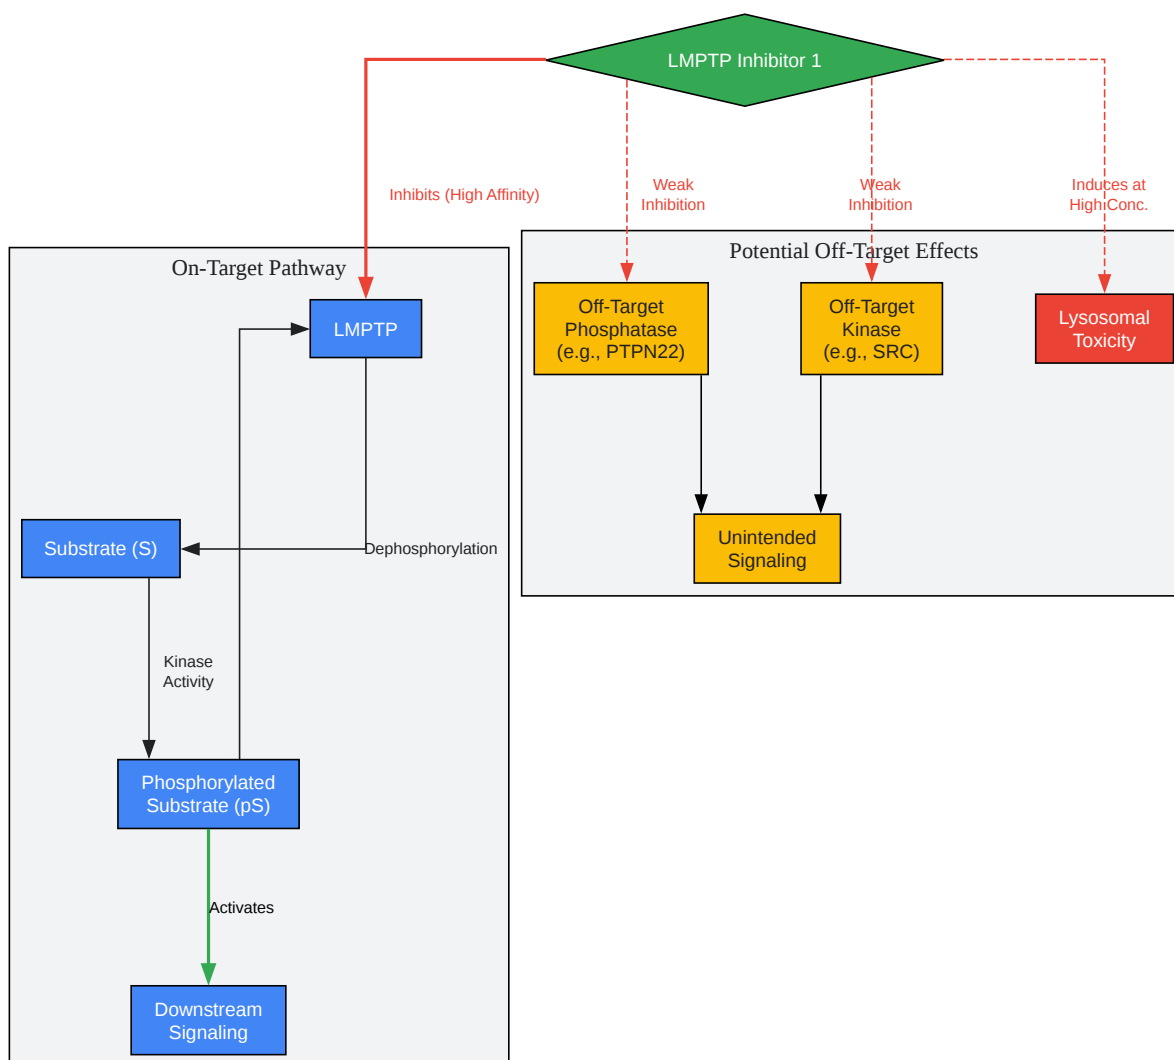 LMPTP Inhibitor 1
Inhibits (High Affinity)
Weak
Inhibition
Weak
Inhibition
Induces at
High Conc.
On-Target Pathway
LMPTP
Substrate (S)
Dephosphorylation
Kinase
Activity
Phosphorylated
Substrate (pS)
Activates
Downstream
Signaling
Potential Off-Target Effects
Off-Target
Phosphatase
(e.g., PTPN22)
Off-Target
Kinase
(e.g., SRC)
Lysosomal
Toxicity
Unintended
Signaling